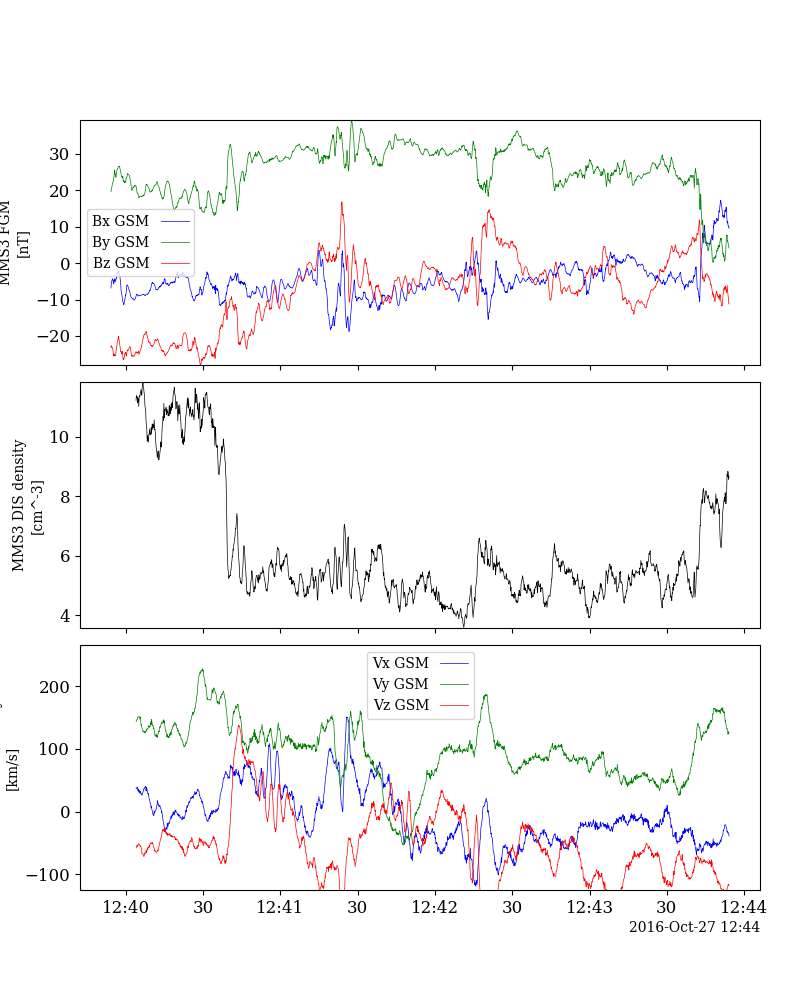 30
20
10
0
−10
−20
MMS3 FGM
[nT]
Bx GSM
By GSM
Bz GSM
10
8
6
4
MMS3 DIS density
[cm^-3]
200
100
0
−100
[km/s]
Vx GSM
Vy GSM
Vz GSM
12:40 30 12:41 30 12:42 30 12:43 30 12:44
2016-Oct-27 12:44